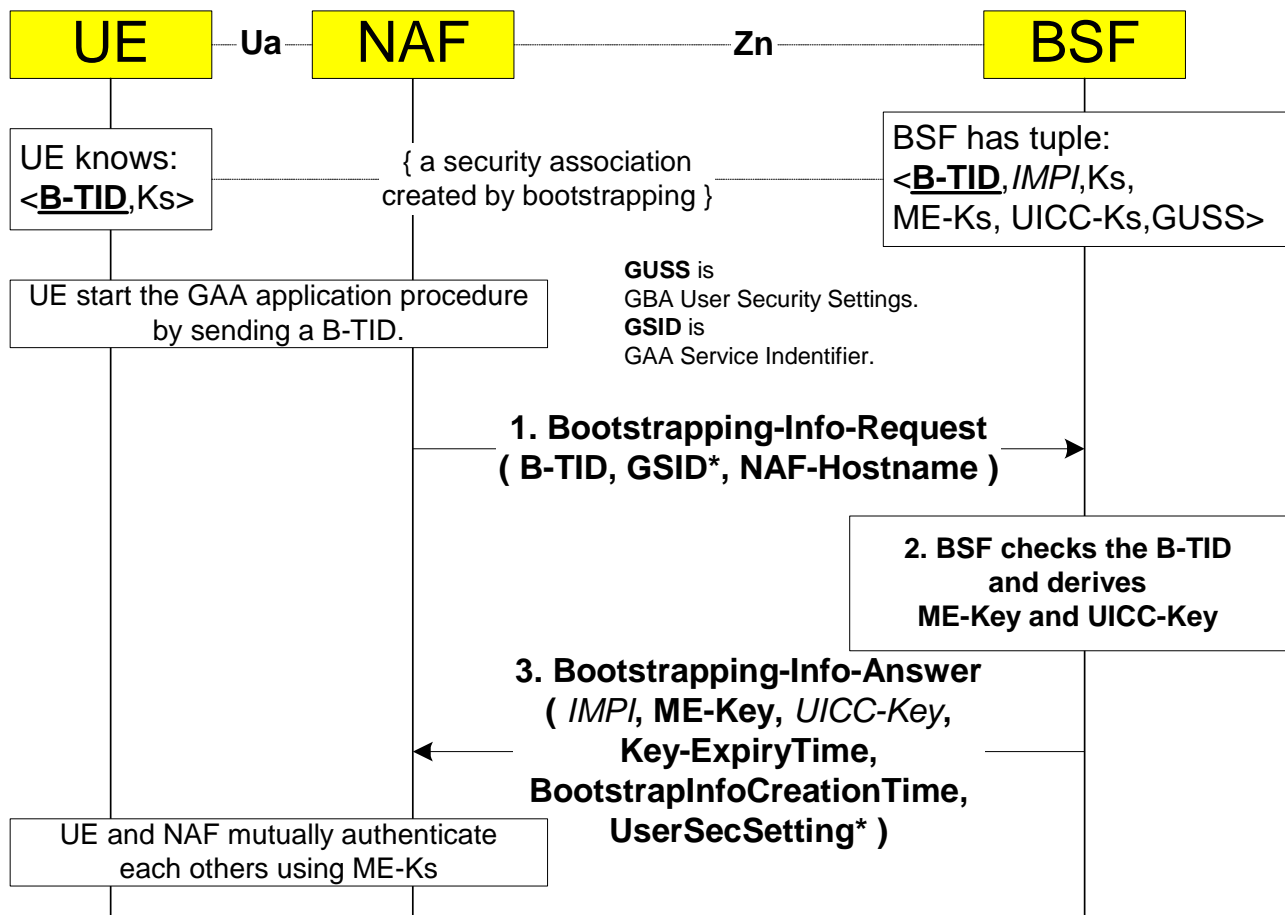 UE
Ua
NAF
Zn
BSF
UE knows:
<B-TID,Ks>
{ a security association
created by bootstrapping }
BSF has tuple:
<B-TID,IMPI,Ks,
ME-Ks, UICC-Ks,GUSS>
UE start the GAA application procedure
by sending a B-TID.
GUSS is
GBA User Security Settings.
GSID is
GAA Service Indentifier.
1. Bootstrapping-Info-Request
( B-TID, GSID*, NAF-Hostname )
2. BSF checks the B-TID
and derives
ME-Key and UICC-Key
3. Bootstrapping-Info-Answer
( IMPI, ME-Key, UICC-Key,
Key-ExpiryTime,
BootstrapInfoCreationTime,
UserSecSetting* )
UE and NAF mutually authenticate
each others using ME-Ks